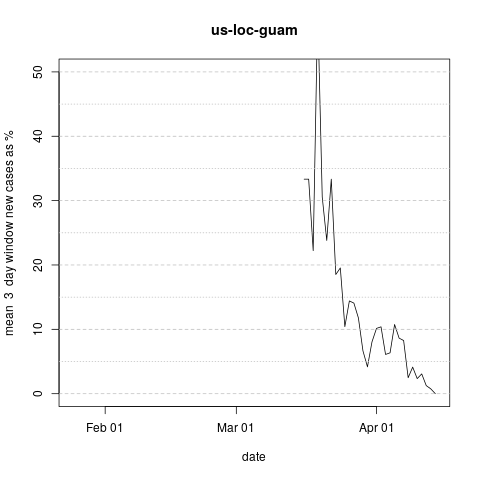 us-loc-guam
mean 3 day window new cases as %
50
40
30
20
10
0
Feb 01
Mar 01
Apr 01
date